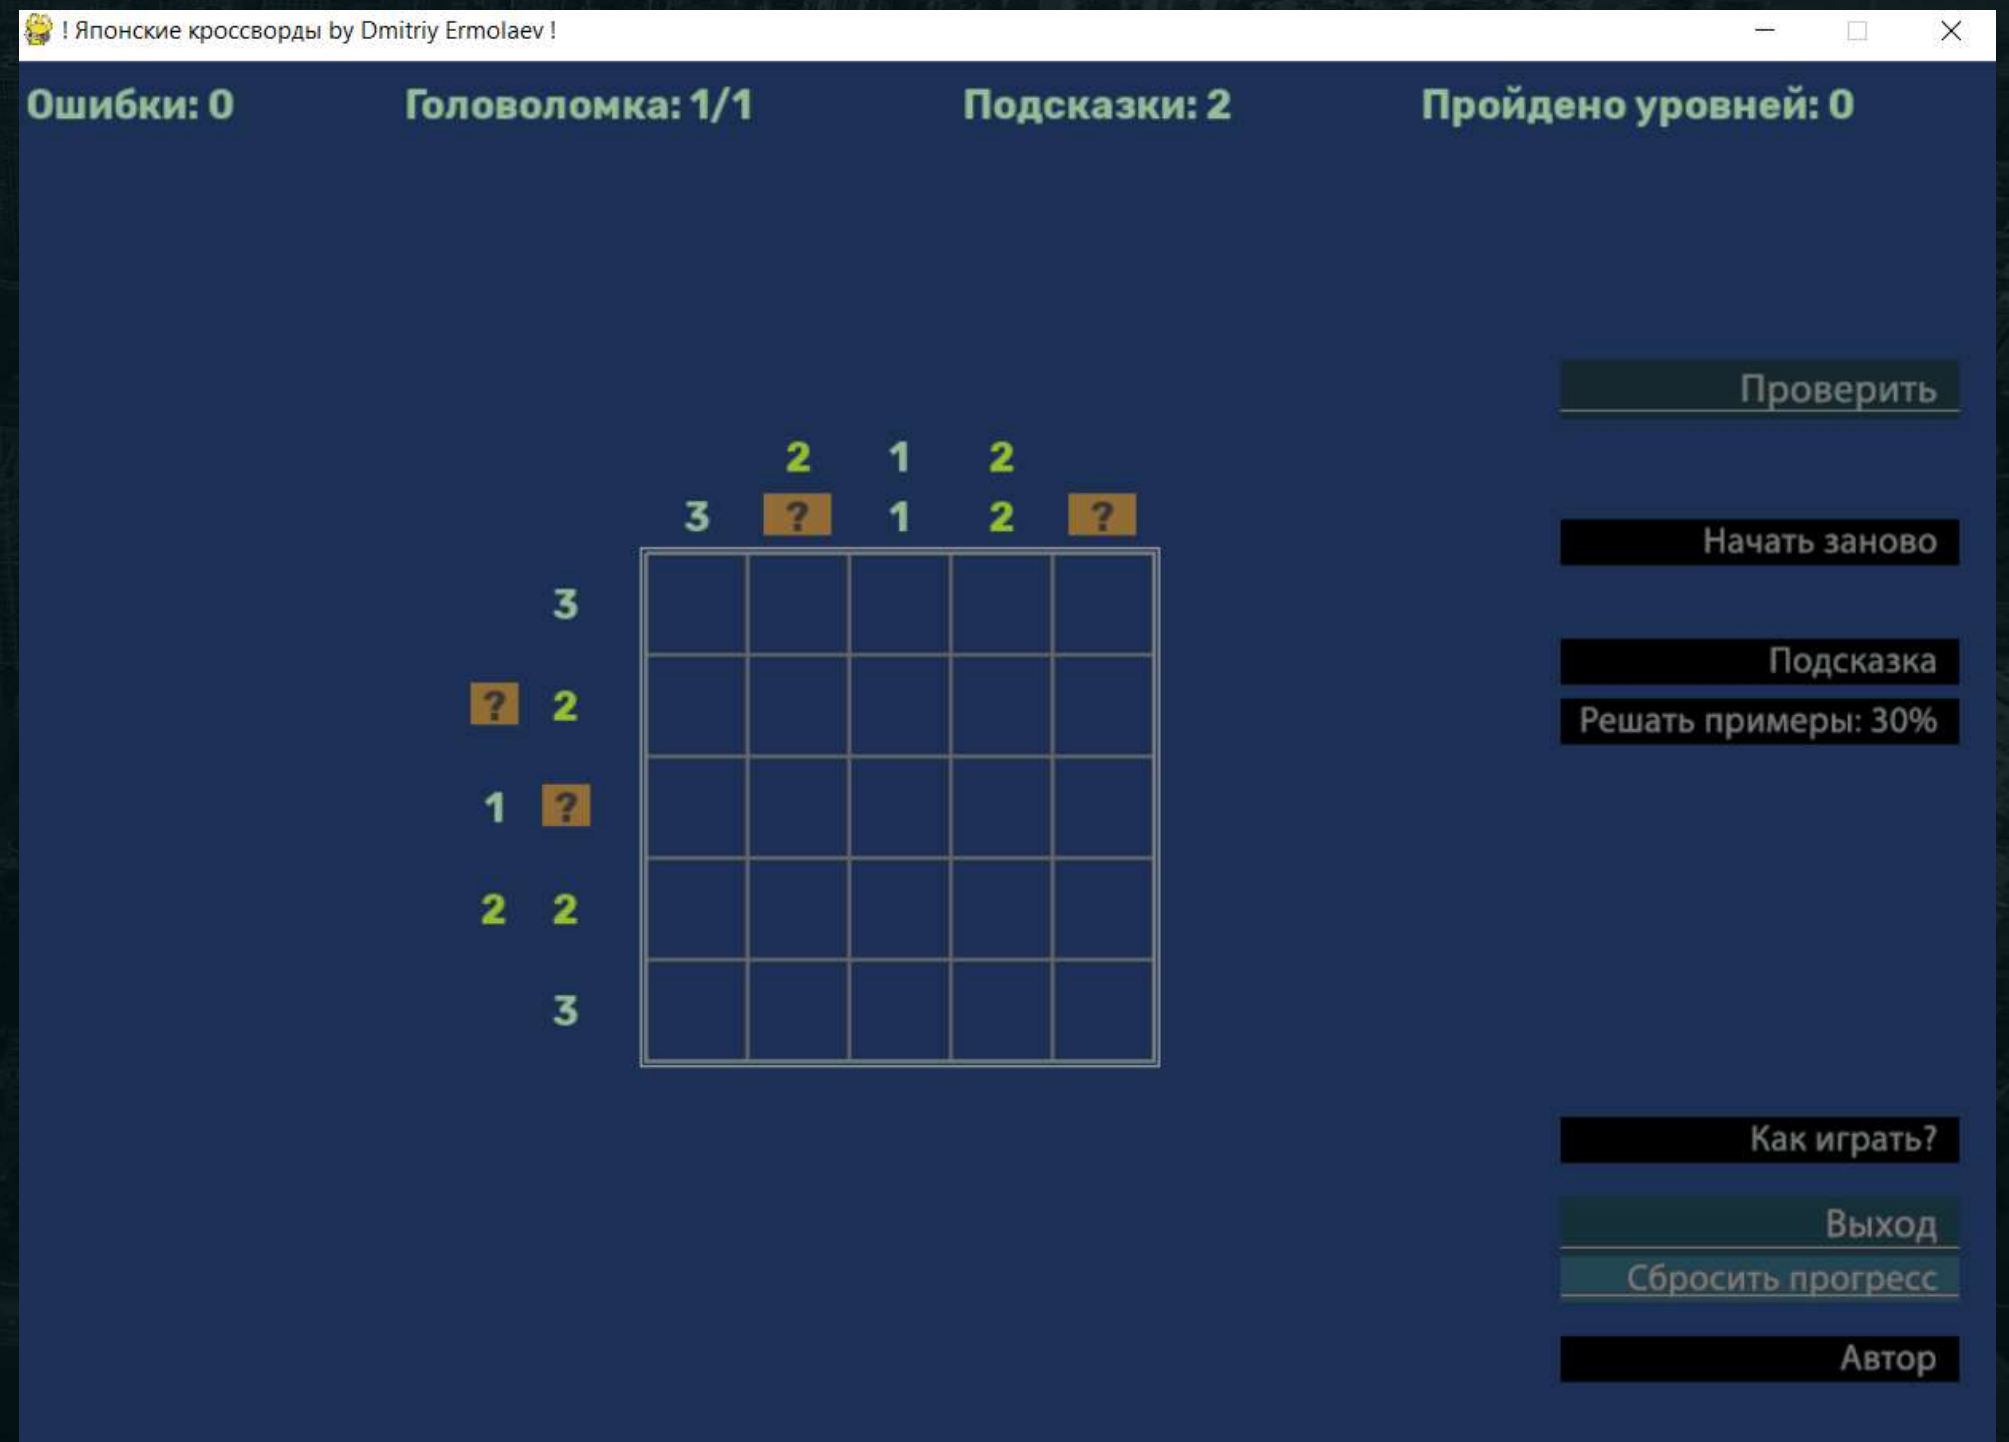 ! Японские кроссворды by Dmitriy Ermolaev !
Ошибки: 0 Головоломка: 1/1 Подсказки: 2 Пройдено уровней: 0
Проверить
2 1 2
3 ? 1 2 ?
Начать заново
3
Подсказка
? 2
Решать примеры: 30%
1 ?
2 2
3
Как играть?
Выход
Сбросить прогресс
Автор